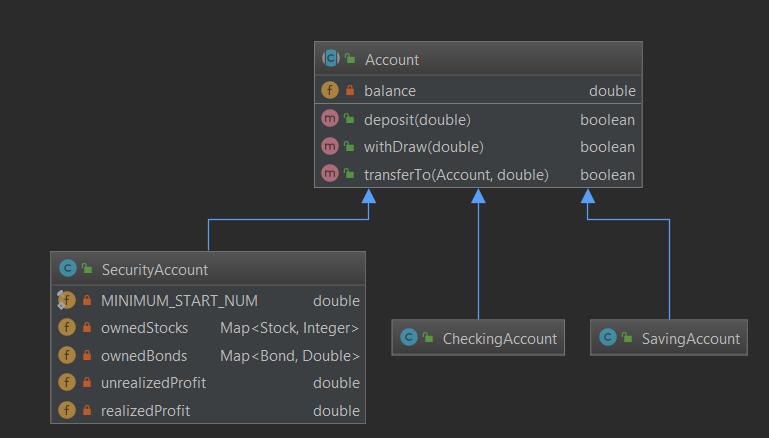 Account
balance double
deposit(double) boolean
withDraw(double) boolean
transferTo(Account, double) boolean
SecurityAccount
MINIMUM_START_NUM double
ownedStocks Map<Stock, Integer>
ownedBonds Map<Bond, Double>
unrealizedProfit double
realizedProfit double
CheckingAccount
SavingAccount